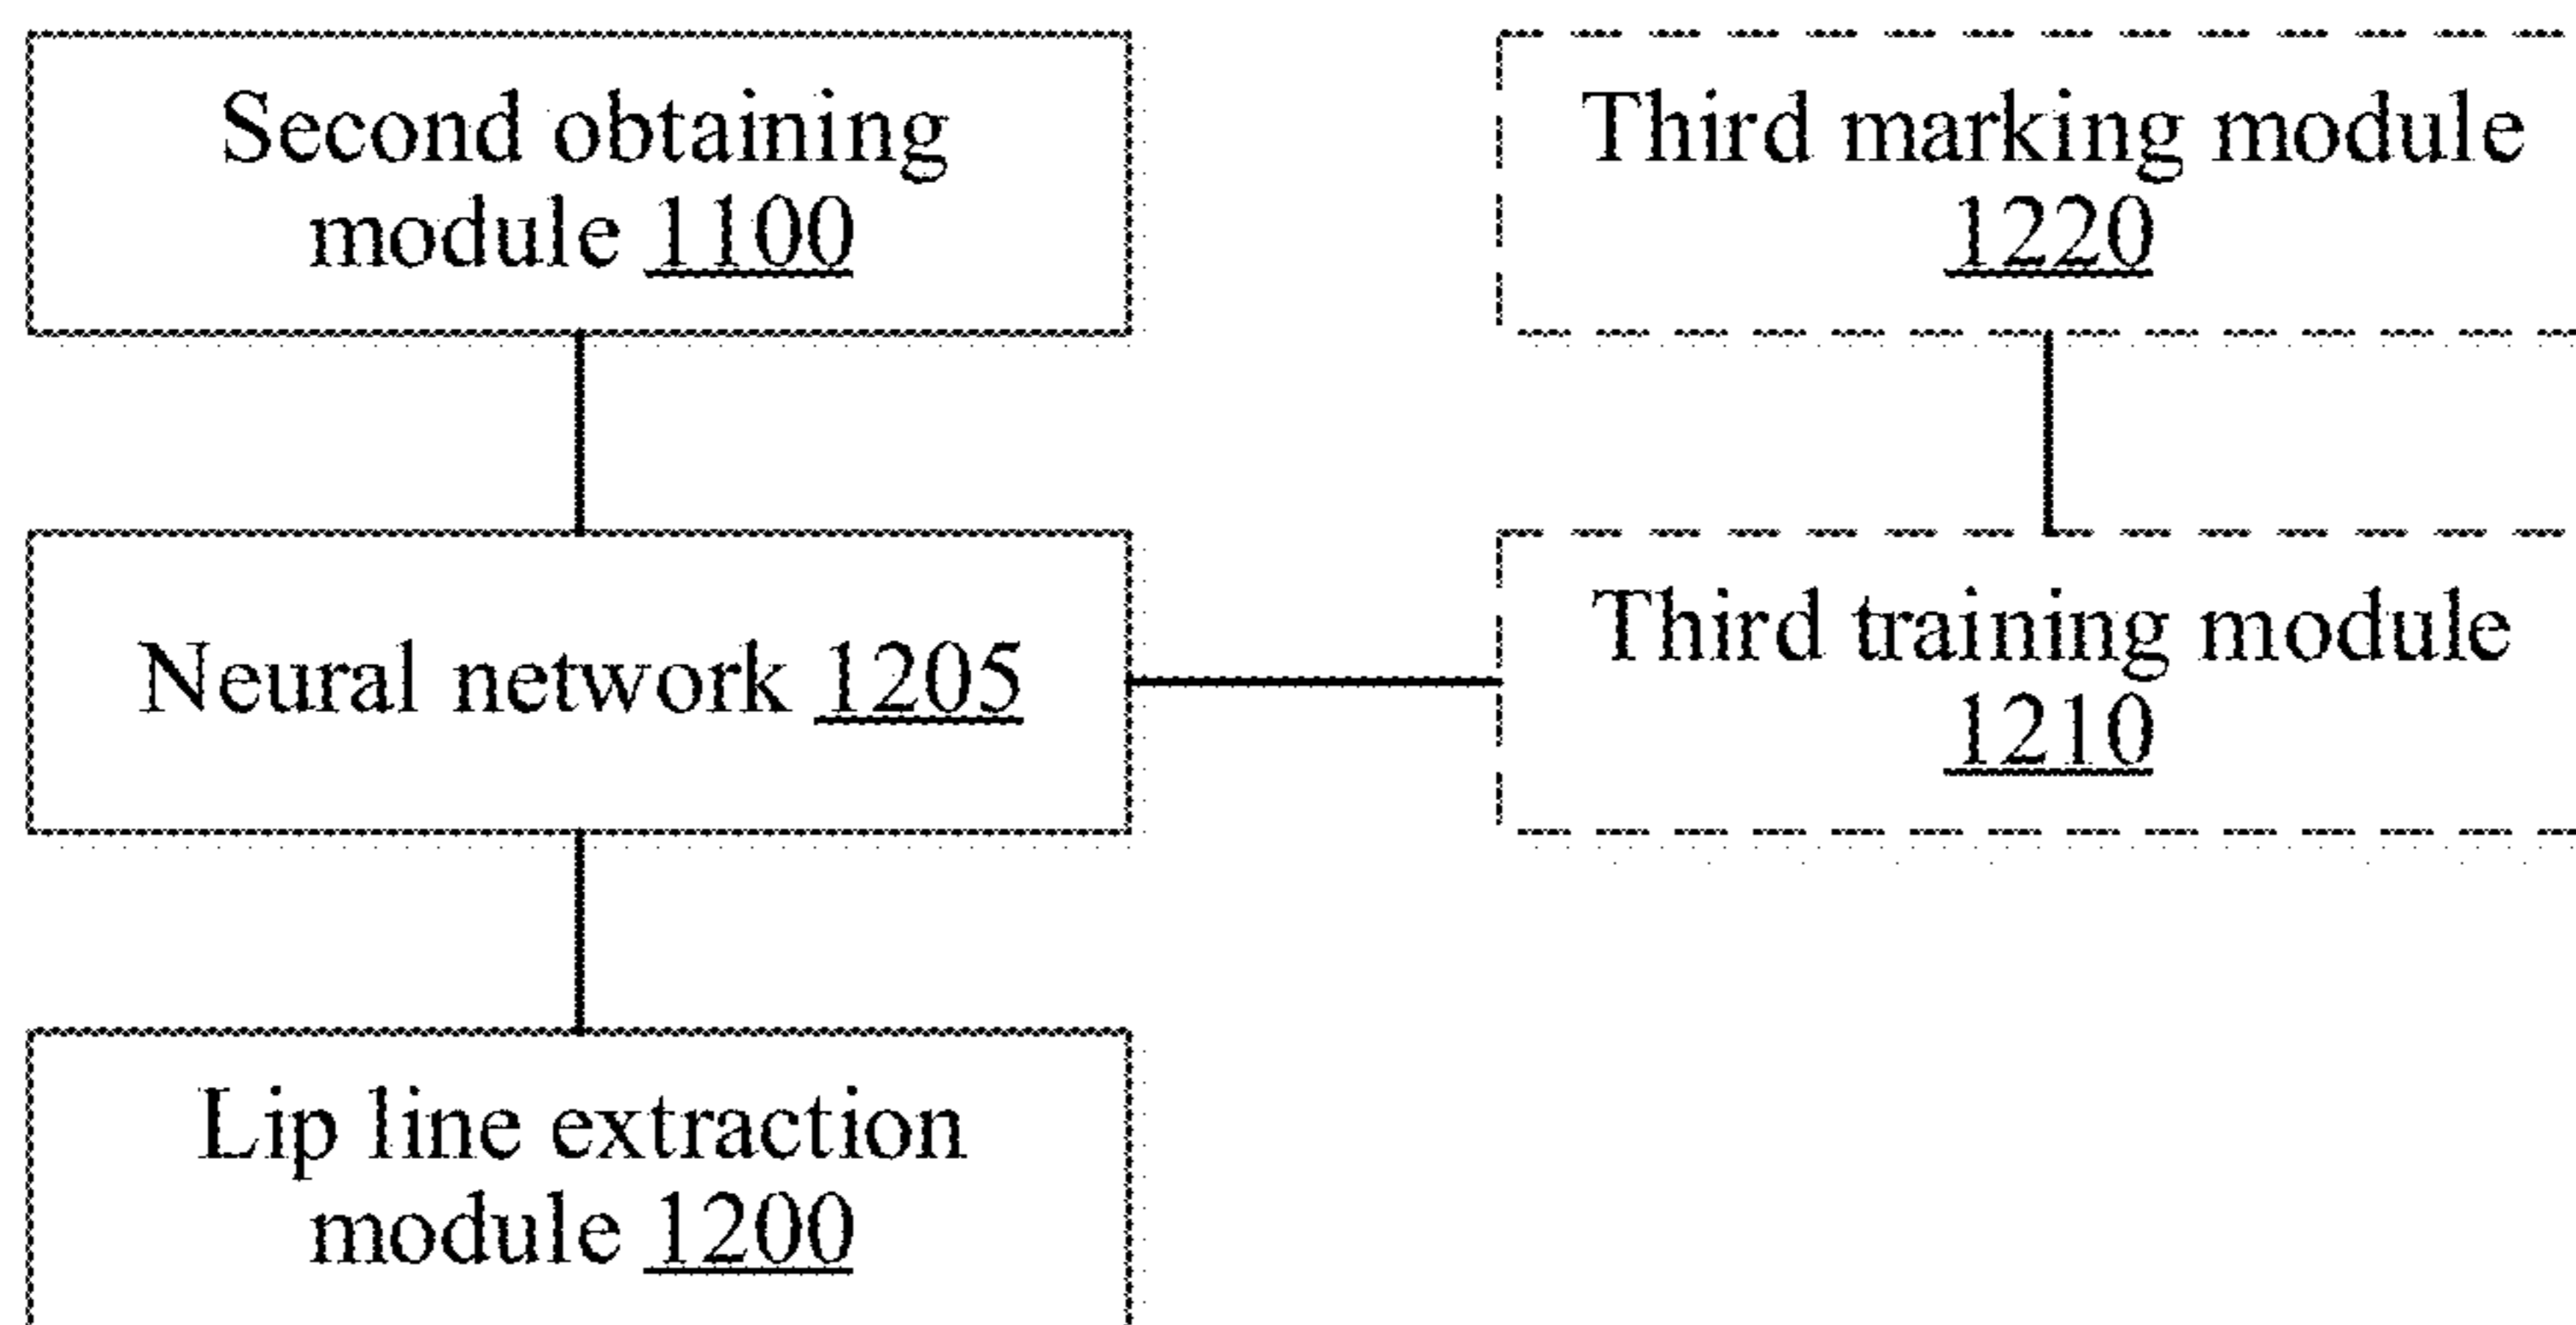 Second obtaining
module 1100
Third marking module
1220
Neural network 1205
Third training module
1210
Lip line extraction
module 1200